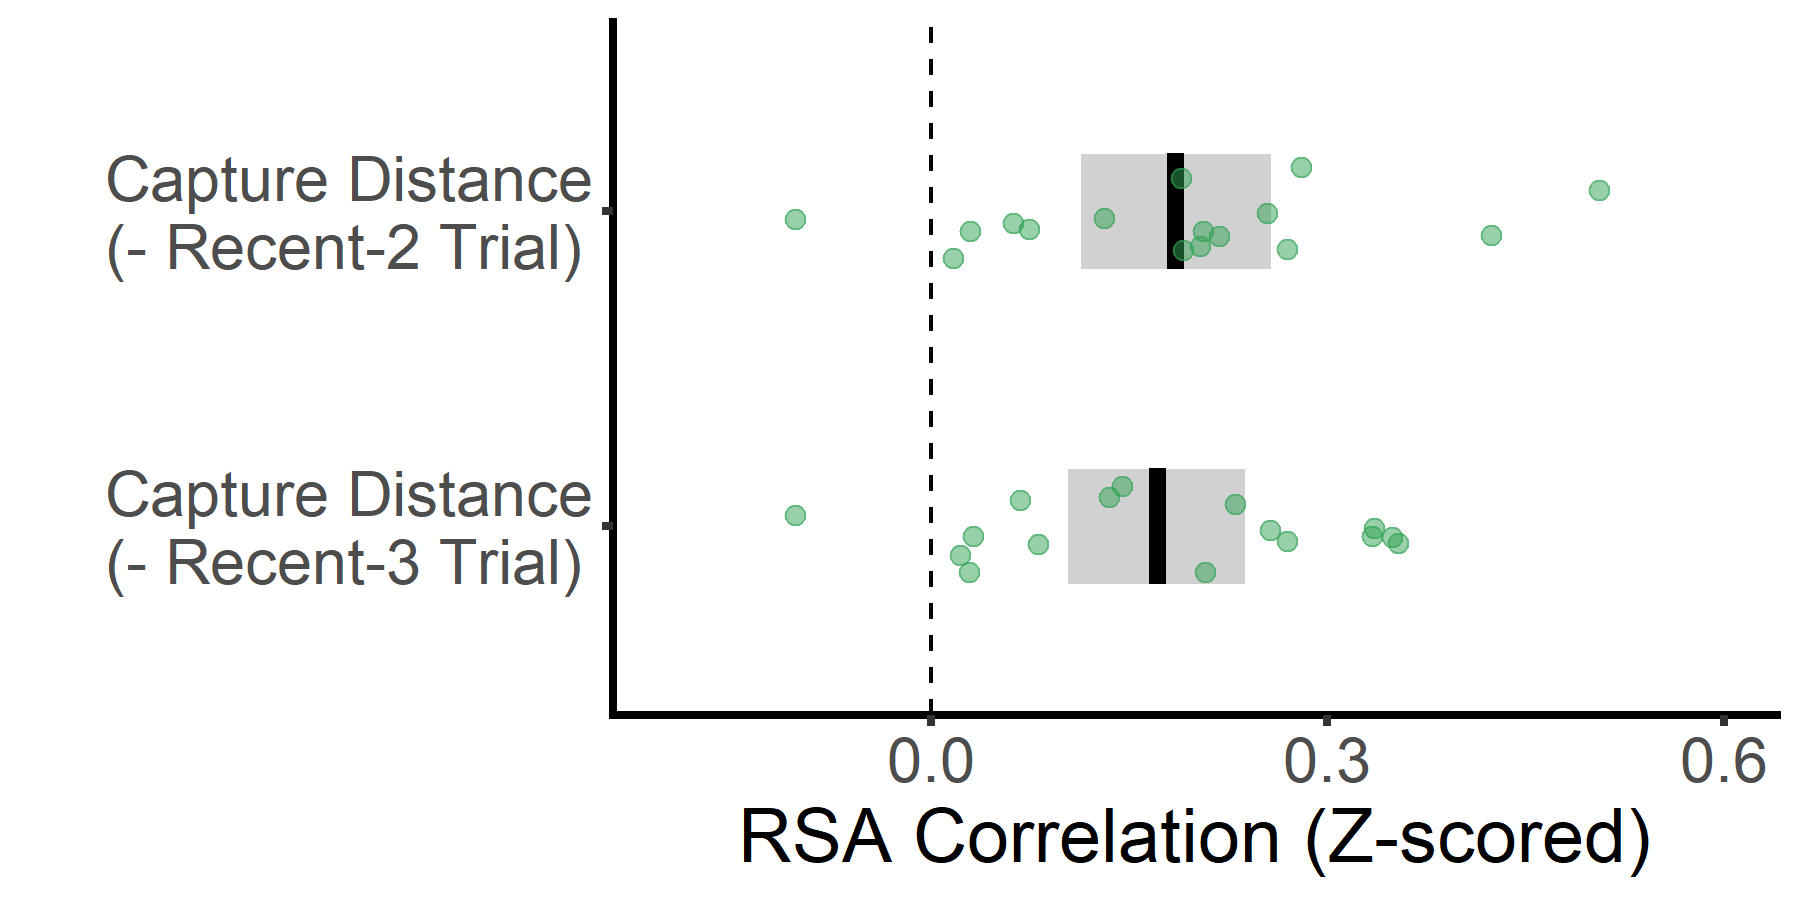 Capture Distance
(- Recent-2 Trial)
Capture Distance
(- Recent-3 Trial)
0.0
0.3
0.6
RSA Correlation (Z-scored)